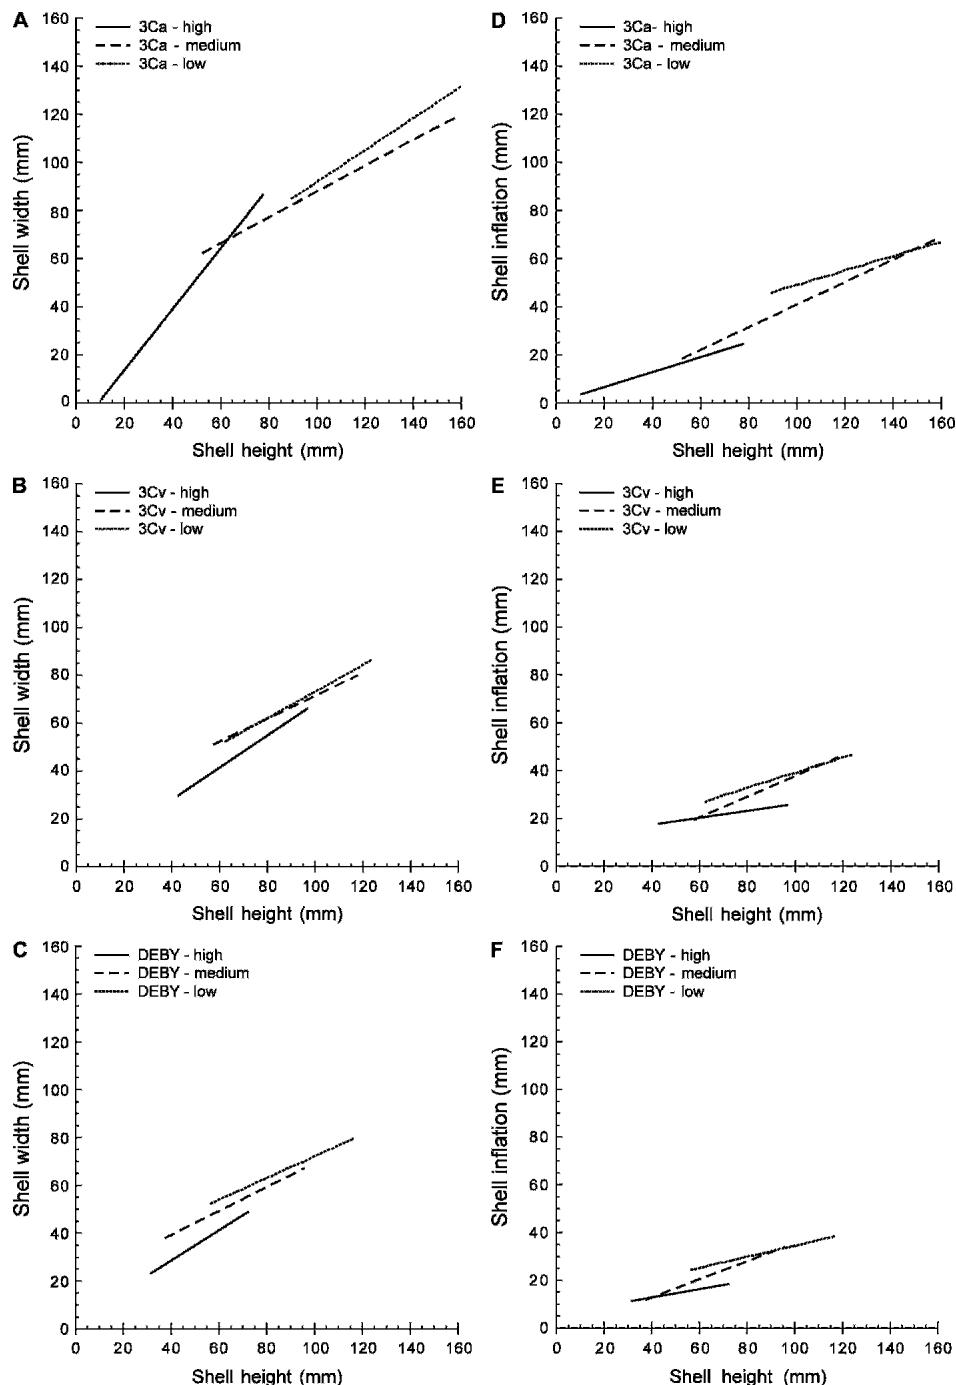 A
3Ca - high
3Ca - medium
3Ca - low
160
140
120
100
80
60
40
20
0
Shell width (mm)
0 20 40 60 80 100 120 140 160
Shell height (mm)
D
3Ca- high
3Ca - medium
3Ca - low
160
140
120
100
80
60
40
20
0
Shell inflation (mm)
0 20 40 60 80 100 120 140 160
Shell height (mm)
B
3Cv - high
3Cv - medium
3Cv - low
160
140
120
100
80
60
40
20
0
Shell width (mm)
0 20 40 60 80 100 120 140 160
Shell height (mm)
E
3Cv - high
3Cv - medium
3Cv - low
160
140
120
100
80
60
40
20
0
Shell inflation (mm)
0 20 40 60 80 100 120 140 160
Shell height (mm)
C
DEBY - high
DEBY - medium
DEBY - low
160
140
120
100
80
60
40
20
0
Shell width (mm)
0 20 40 60 80 100 120 140 160
Shell height (mm)
F
DEBY - high
DEBY - medium
DEBY - low
160
140
120
100
80
60
40
20
0
Shell inflation (mm)
0 20 40 60 80 100 120 140 160
Shell height (mm)